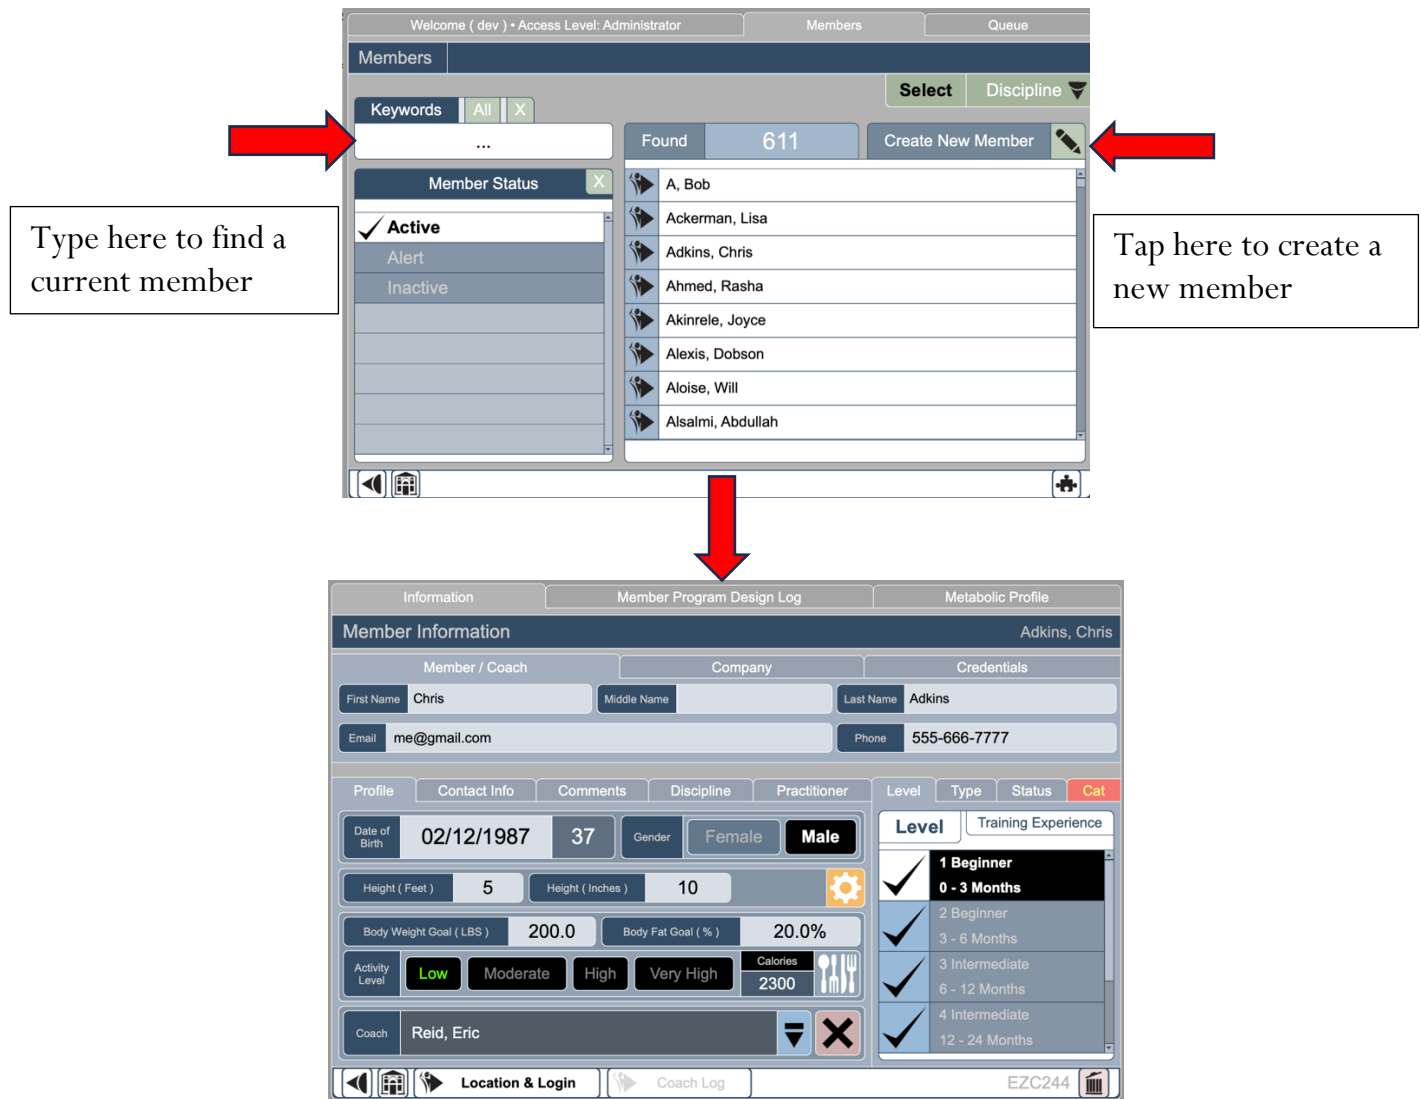 Welcome ( dev ) • Access Level: Administrator
Members
Queue
Members
Select
Discipline
Keywords
All
X
...
Found
611
Create New Member
Member Status
X
Active
Alert
Inactive
A, Bob
Ackerman, Lisa
Adkins, Chris
Ahmed, Rasha
Akinrele, Joyce
Alexis, Dobson
Aloise, Will
Alsalmi, Abdullah
Type here to find a
current member
Tap here to create a
new member
Information
Member Program Design Log
Metabolic Profile
Member Information
Adkins, Chris
Member / Coach
Company
Credentials
First Name
Chris
Middle Name
Last Name
Adkins
Email
me@gmail.com
Phone
555-666-7777
Profile
Contact Info
Comments
Discipline
Practitioner
Level
Type
Status
Cat
Date of
Birth
02/12/1987
37
Gender
Female
Male
Level
Training Experience
Height ( Feet )
5
Height ( Inches )
10
1 Beginner
0 - 3 Months
2 Beginner
3 - 6 Months
3 Intermediate
6 - 12 Months
4 Intermediate
12 - 24 Months
Body Weight Goal ( LBS )
200.0
Body Fat Goal ( % )
20.0%
Activity
Level
Low
Moderate
High
Very High
Calories
2300
Coach
Reid, Eric
Location & Login
Coach Log
EZC244